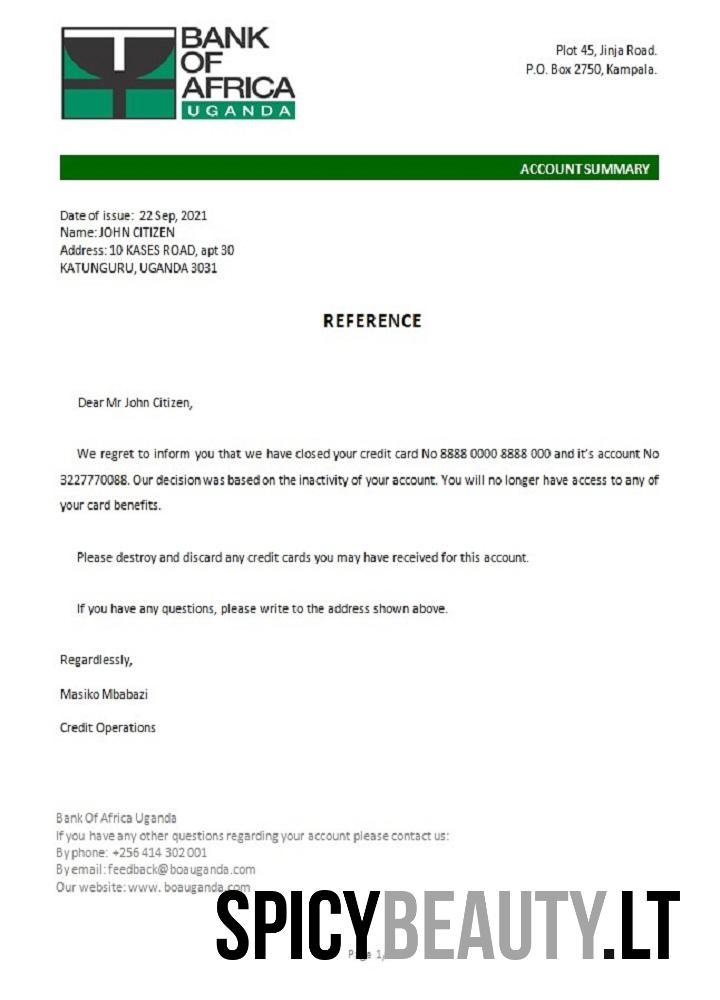 BANK
OF
AFRICA
UGANDA
Plot 45, Jinja Road.
P.O. Box 2750, Kampala.
ACCOUNT SUMMARY
Date of issue: 22 Sep, 2021
Name: JOHN CITIZEN
Address: 10 KASES ROAD, apt 30
KATUNGURU, UGANDA 3031
REFERENCE
Dear Mr John Citizen,
We regret to inform you that we have closed your credit card No 8888 0000 8888 000 and it's account No
3227770088. Our decision was based on the inactivity of your account. You will no longer have access to any of
your card benefits.
Please destroy and discard any credit cards you may have received for this account.
If you have any questions, please write to the address shown above.
Regardlessly,
Masiko Mbabazi
Credit Operations
Bank Of Africa Uganda
If you have any other questions regarding your account please contact us:
By phone: +256 414 302 001
By email: feedback@boauganda.com
Our website: www. boauganda.com
SPICYBEAUTY.LT